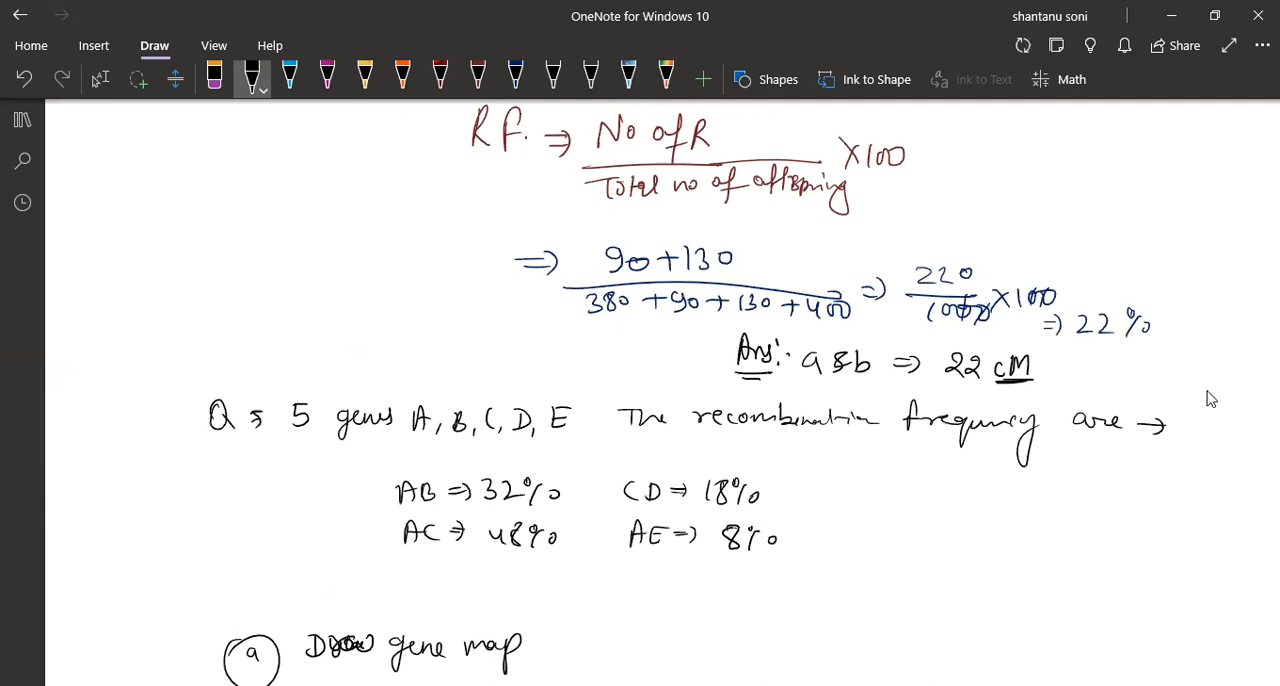 OneNote for Windows 10
shantanu soni
Home Insert Draw View Help
Share
Shapes Ink to Shape Ink to Text Math
R F. ⇒ No of R / Total no of offspring × 100
⇒ 90+130 / 380 + 90 + 130 + 400 ⇒ 220 / 1000 × 100
⇒ 22 %
Ans:. a & b ⇒ 22 cM
Q 5 genes A, B, C, D, E The recombination frequency are →
AB ⇒ 32% CD ⇒ 18%
AC ⇒ 48% AE ⇒ 8%
a Draw gene map